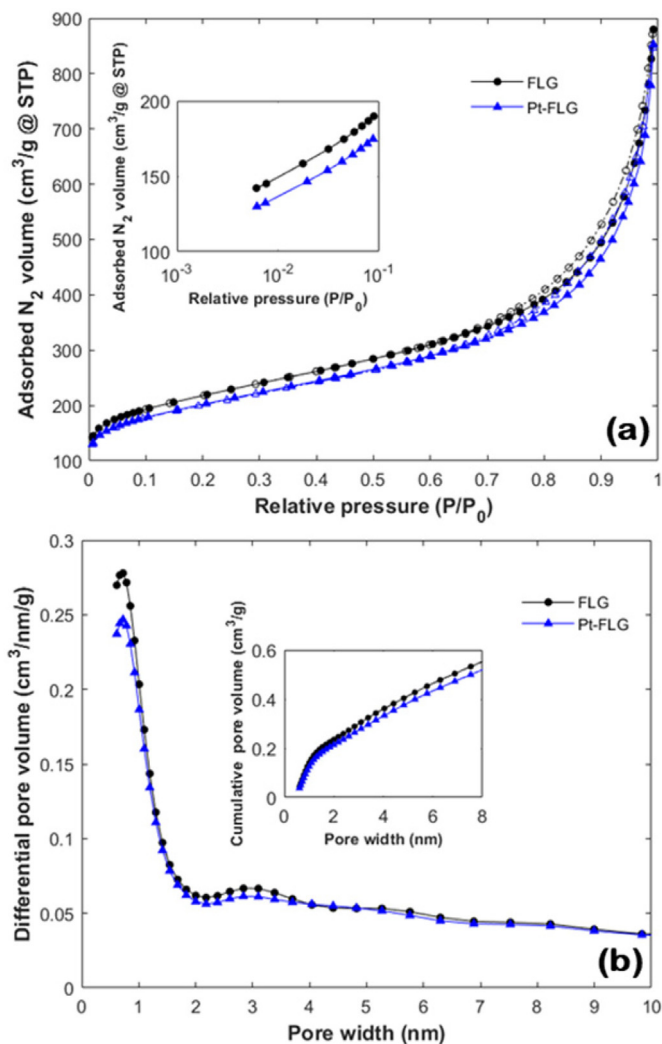 900
800
700
600
500
400
300
200
100
Adsorbed N2 volume (cm3/g @ STP)
200
150
100
Adsorbed N2 volume (cm3/g @ STP)
10-3
10-2
10-1
Relative pressure (P/P0)
FLG
Pt-FLG
(a)
0 0.1 0.2 0.3 0.4 0.5 0.6 0.7 0.8 0.9 1
Relative pressure (P/P0)
0.3
0.25
0.2
0.15
0.1
0.05
0
Differential pore volume (cm3/nm/g)
FLG
Pt-FLG
0.6
0.4
0.2
0
Cumulative pore volume (cm3/g)
0 2 4 6 8
Pore width (nm)
(b)
0 1 2 3 4 5 6 7 8 9 10
Pore width (nm)